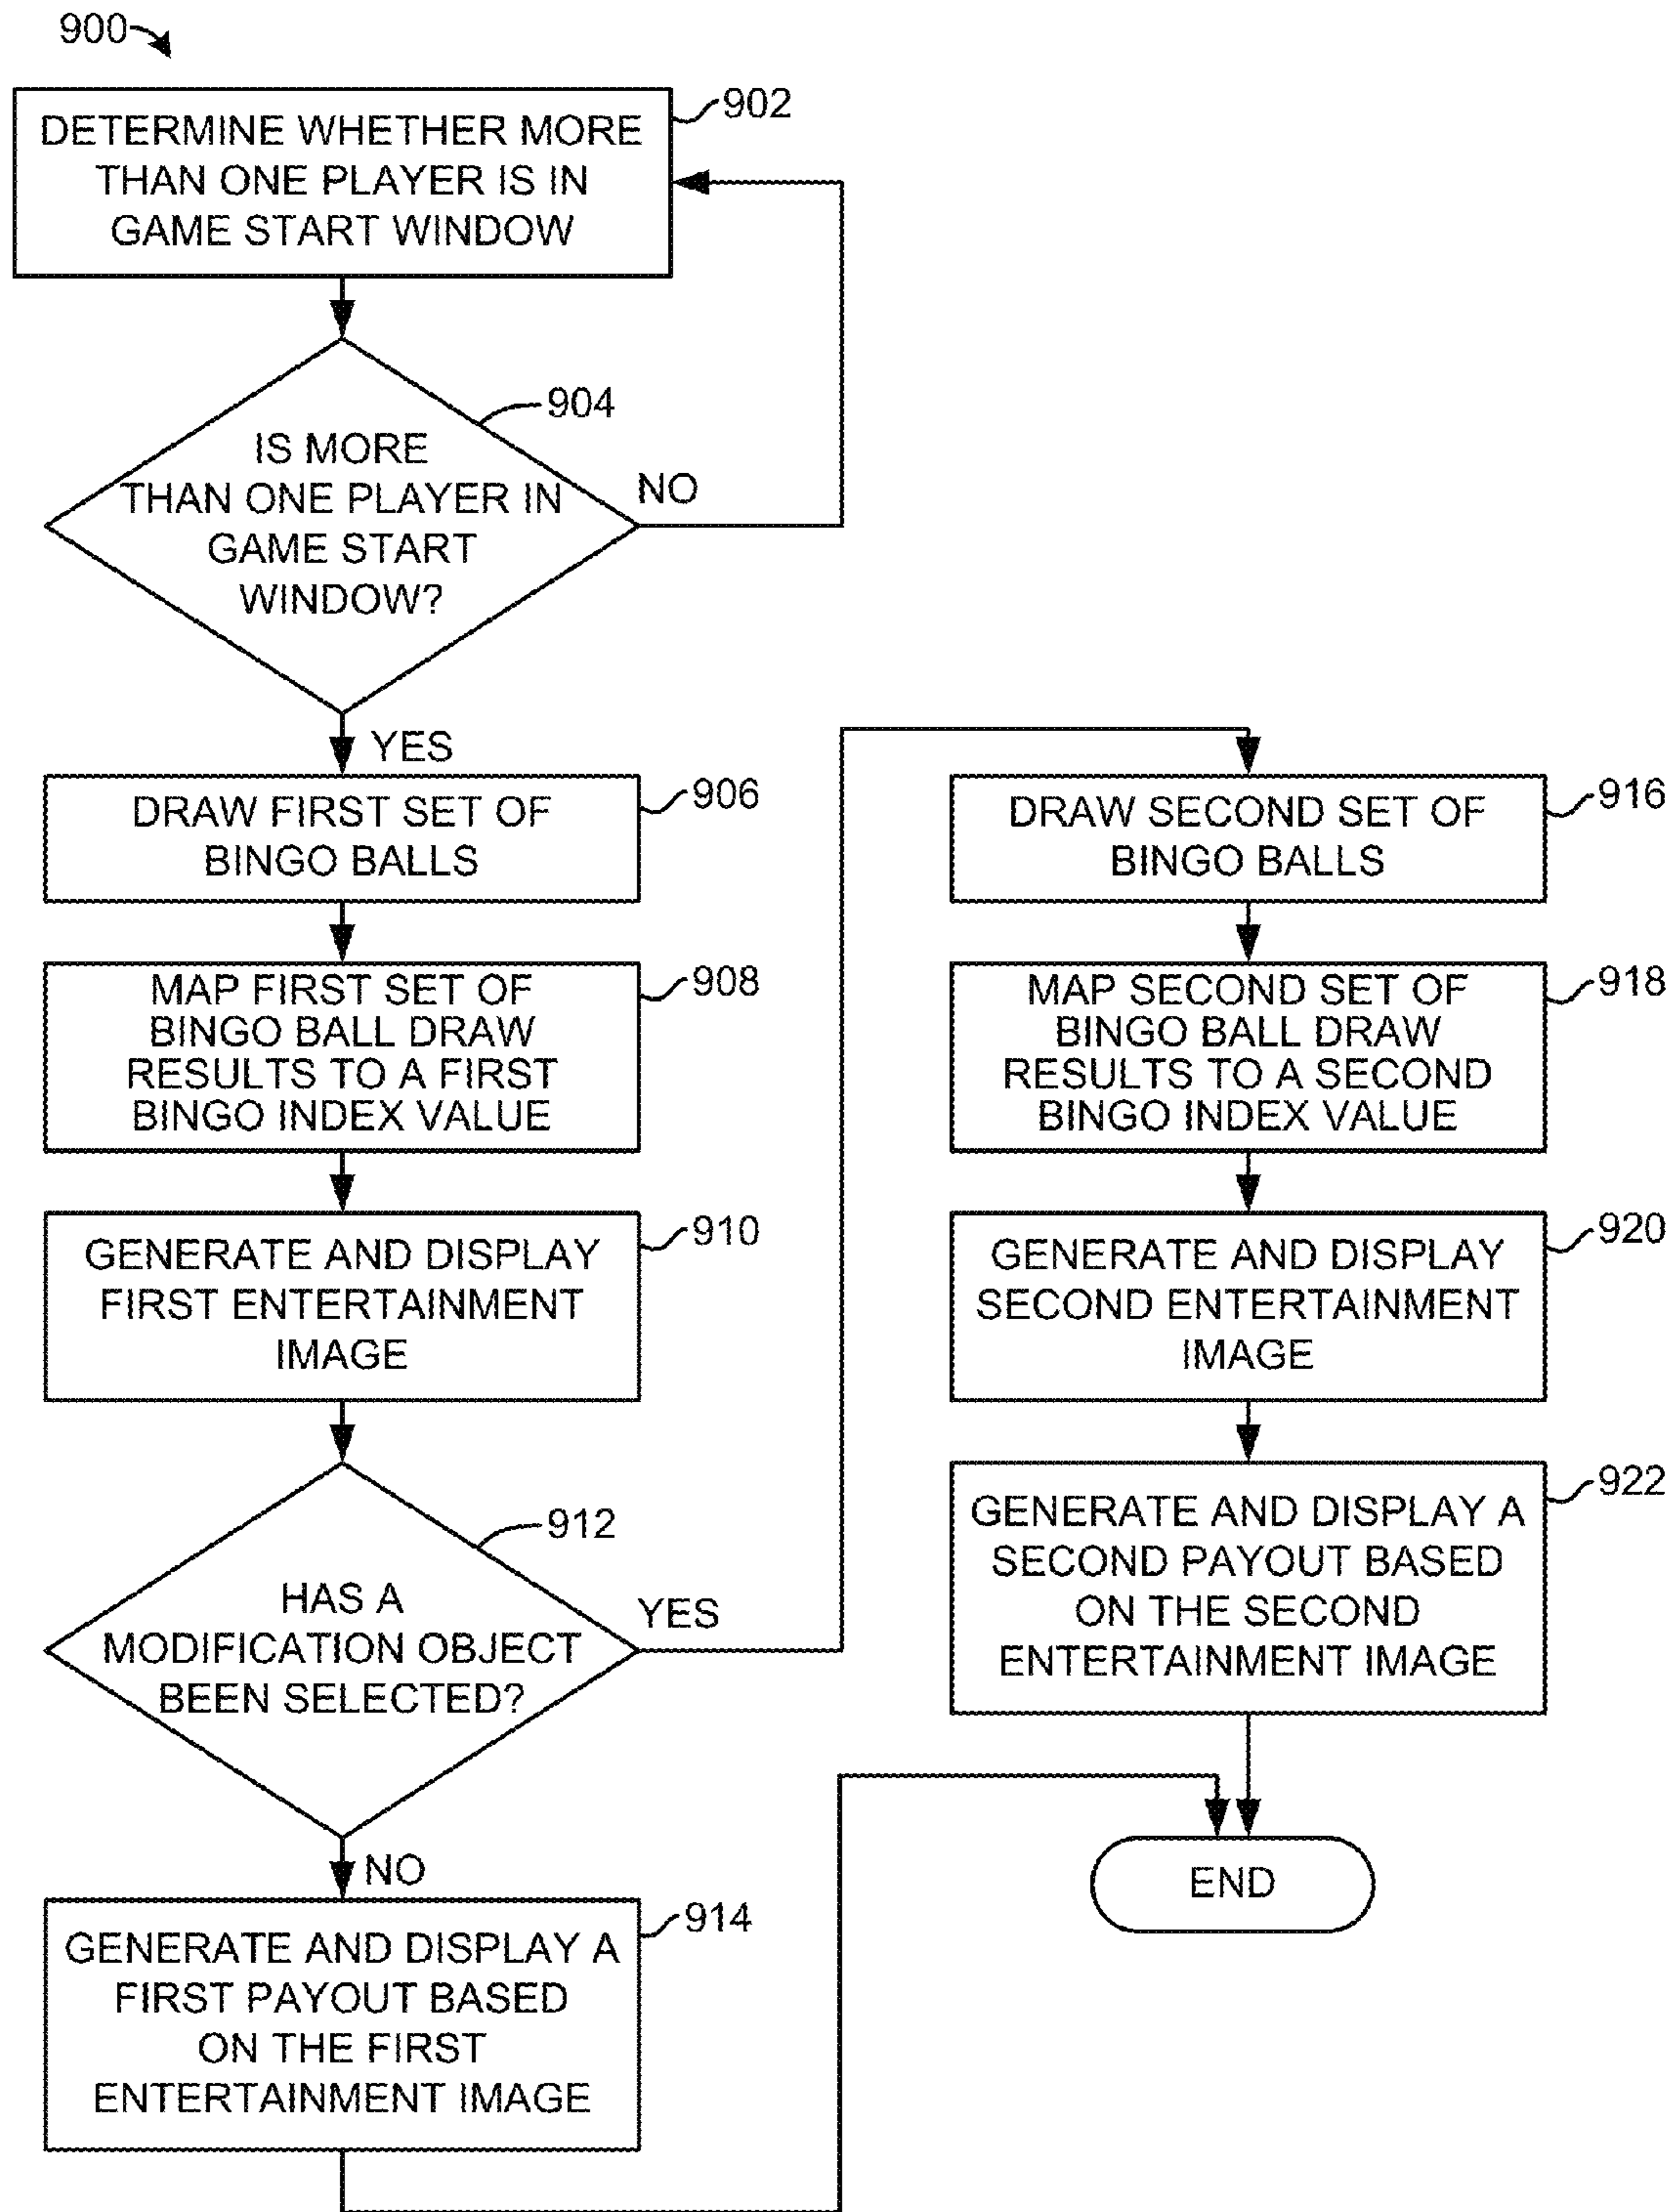 900
902
DETERMINE WHETHER MORE
THAN ONE PLAYER IS IN
GAME START WINDOW
904
IS MORE
THAN ONE PLAYER IN
GAME START
WINDOW?
NO
YES
906
DRAW FIRST SET OF
BINGO BALLS
908
MAP FIRST SET OF
BINGO BALL DRAW
RESULTS TO A FIRST
BINGO INDEX VALUE
910
GENERATE AND DISPLAY
FIRST ENTERTAINMENT
IMAGE
912
HAS A
MODIFICATION OBJECT
BEEN SELECTED?
YES
NO
914
GENERATE AND DISPLAY A
FIRST PAYOUT BASED
ON THE FIRST
ENTERTAINMENT IMAGE
916
DRAW SECOND SET OF
BINGO BALLS
918
MAP SECOND SET OF
BINGO BALL DRAW
RESULTS TO A SECOND
BINGO INDEX VALUE
920
GENERATE AND DISPLAY
SECOND ENTERTAINMENT
IMAGE
922
GENERATE AND DISPLAY A
SECOND PAYOUT BASED
ON THE SECOND
ENTERTAINMENT IMAGE
END